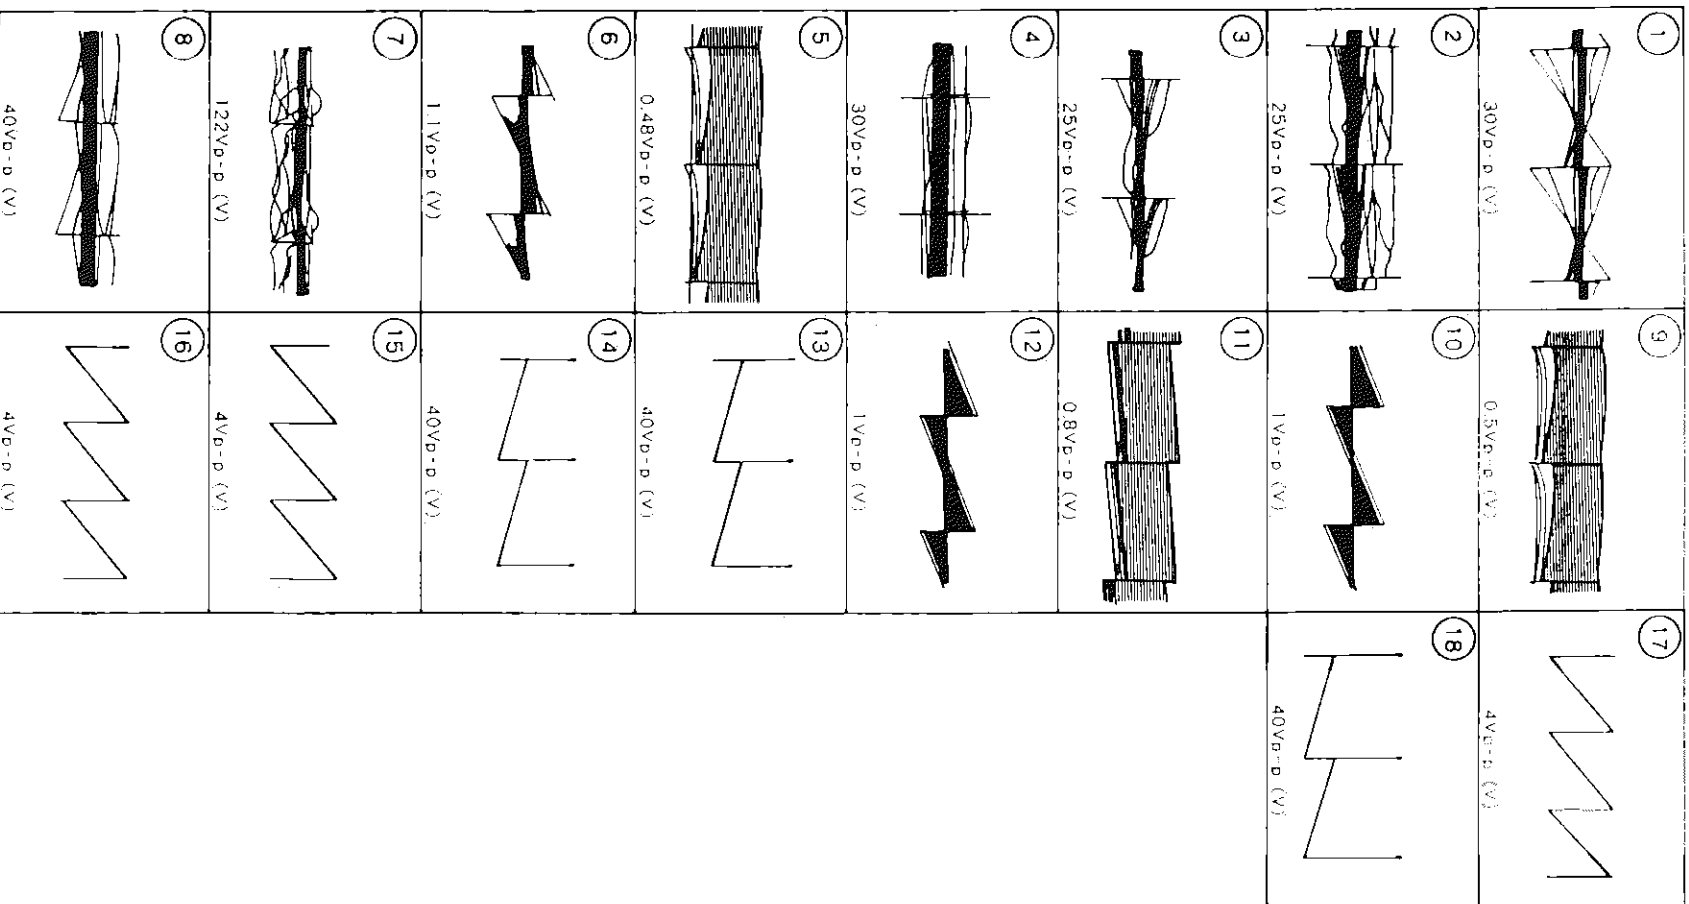 1
30Vp-p (V)
2
25Vp-p (V)
3
25Vp-p (V)
4
30Vp-p (V)
5
0.48Vp-p (V)
6
1.1Vp-p (V)
7
122Vp-p (V)
8
40Vp-p (V)
9
0.5Vp-p (V)
10
1Vp-p (V)
11
0.8Vp-p (V)
12
1Vp-p (V)
13
40Vp-p (V)
14
40Vp-p (V)
15
4Vp-p (V)
16
4Vp-p (V)
17
4Vp-p (V)
18
40Vp-p (V)